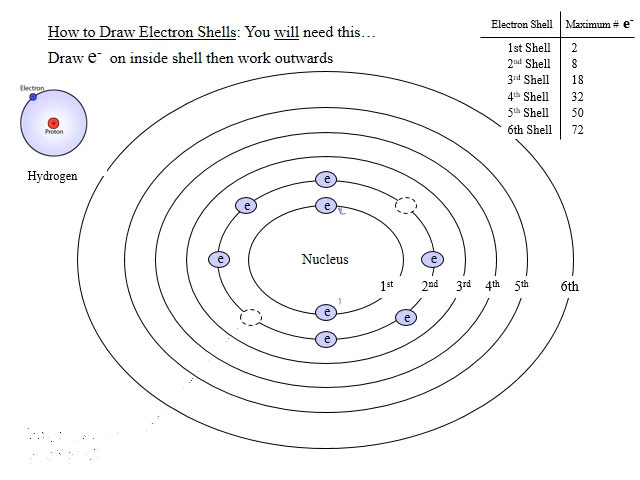 How to Draw Electron Shells: You will need this…
Draw e⁻ on inside shell then work outwards
Electron Shell Maximum # e⁻
1st Shell 2
2nd Shell 8
3rd Shell 18
4th Shell 32
5th Shell 50
6th Shell 72
Electron
Proton
Hydrogen
e
e
e
e
Nucleus
e
e
1st 2nd 3rd 4th 5th 6th
e
e
e